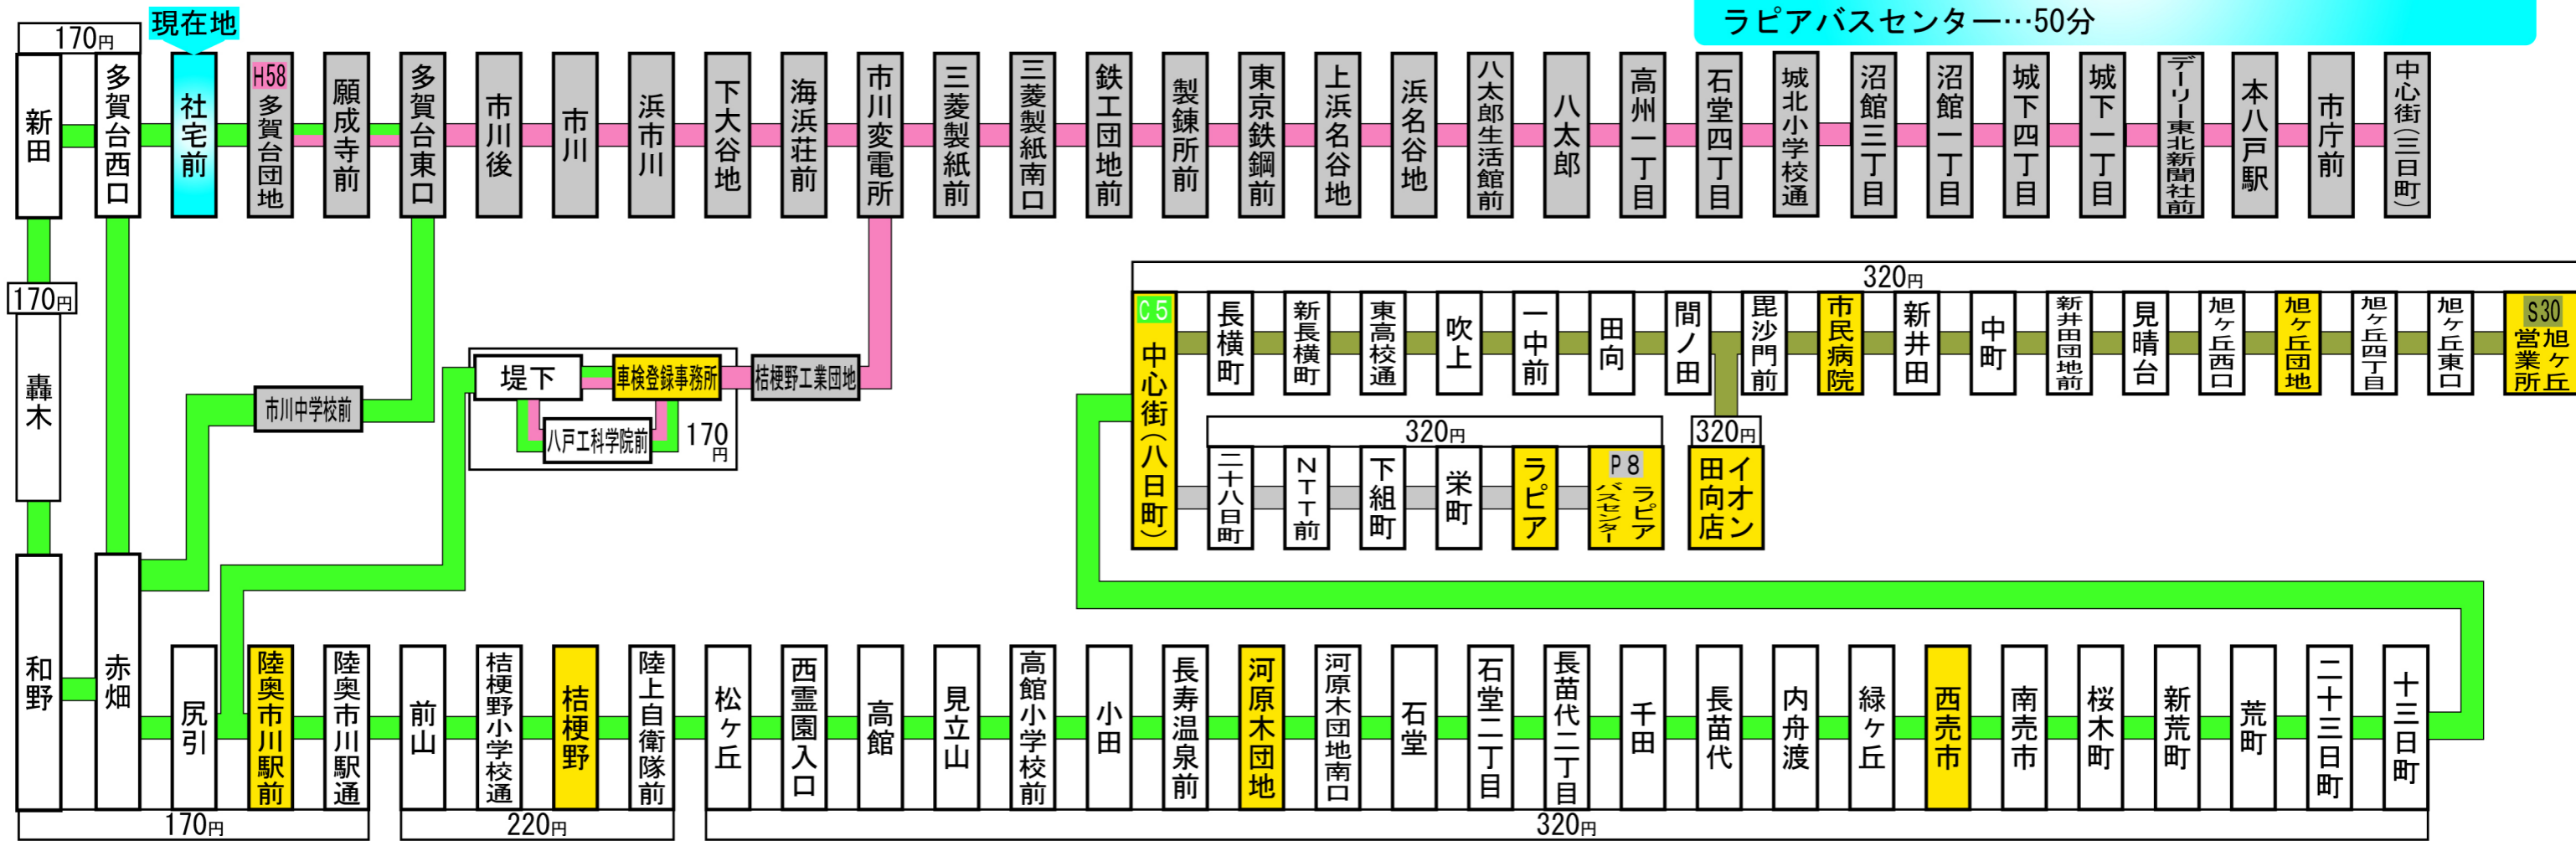 ラピアバスセンター…50分
現在地
170円
新田
多賀台西口
社宅前
H58
多賀台団地
願成寺前
多賀台東口
市川後
市川
浜市川
下大谷地
海浜荘前
市川変電所
三菱製紙前
三菱製紙南口
鉄工団地前
製錬所前
東京鉄鋼前
上浜名谷地
浜名谷地
八太郎生活館前
八太郎
高州一丁目
石堂四丁目
城北小学校通
沼館三丁目
沼館一丁目
城下四丁目
城下一丁目
デーリー東北新聞社前
本八戸駅
市庁前
中心街(三日町)
320円
C5
中心街(八日町)
長横町
新長横町
東高校通
吹上
一中前
田向
間ノ田
毘沙門前
市民病院
新井田
中町
新井田団地前
見晴台
旭ヶ丘西口
旭ヶ丘団地
旭ヶ丘四丁目
旭ヶ丘東口
S30
旭ヶ丘
営業所
170円
轟木
堤下
車検登録事務所
桔梗野工業団地
市川中学校前
八戸工科学院前
170
円
320円
二十八日町
NTT前
下組町
栄町
ラピア
P8
ラピア
バスセンター
320円
イオン
田向店
和野
赤畑
尻引
陸奥市川駅前
陸奥市川駅通
前山
桔梗野小学校通
桔梗野
陸上自衛隊前
松ヶ丘
西霊園入口
高館
見立山
高館小学校前
小田
長寿温泉前
河原木団地
河原木団地南口
石堂
石堂二丁目
長苗代二丁目
千田
長苗代
内舟渡
緑ヶ丘
西売市
南売市
桜木町
新荒町
荒町
二十三日町
十三日町
170円
220円
320円